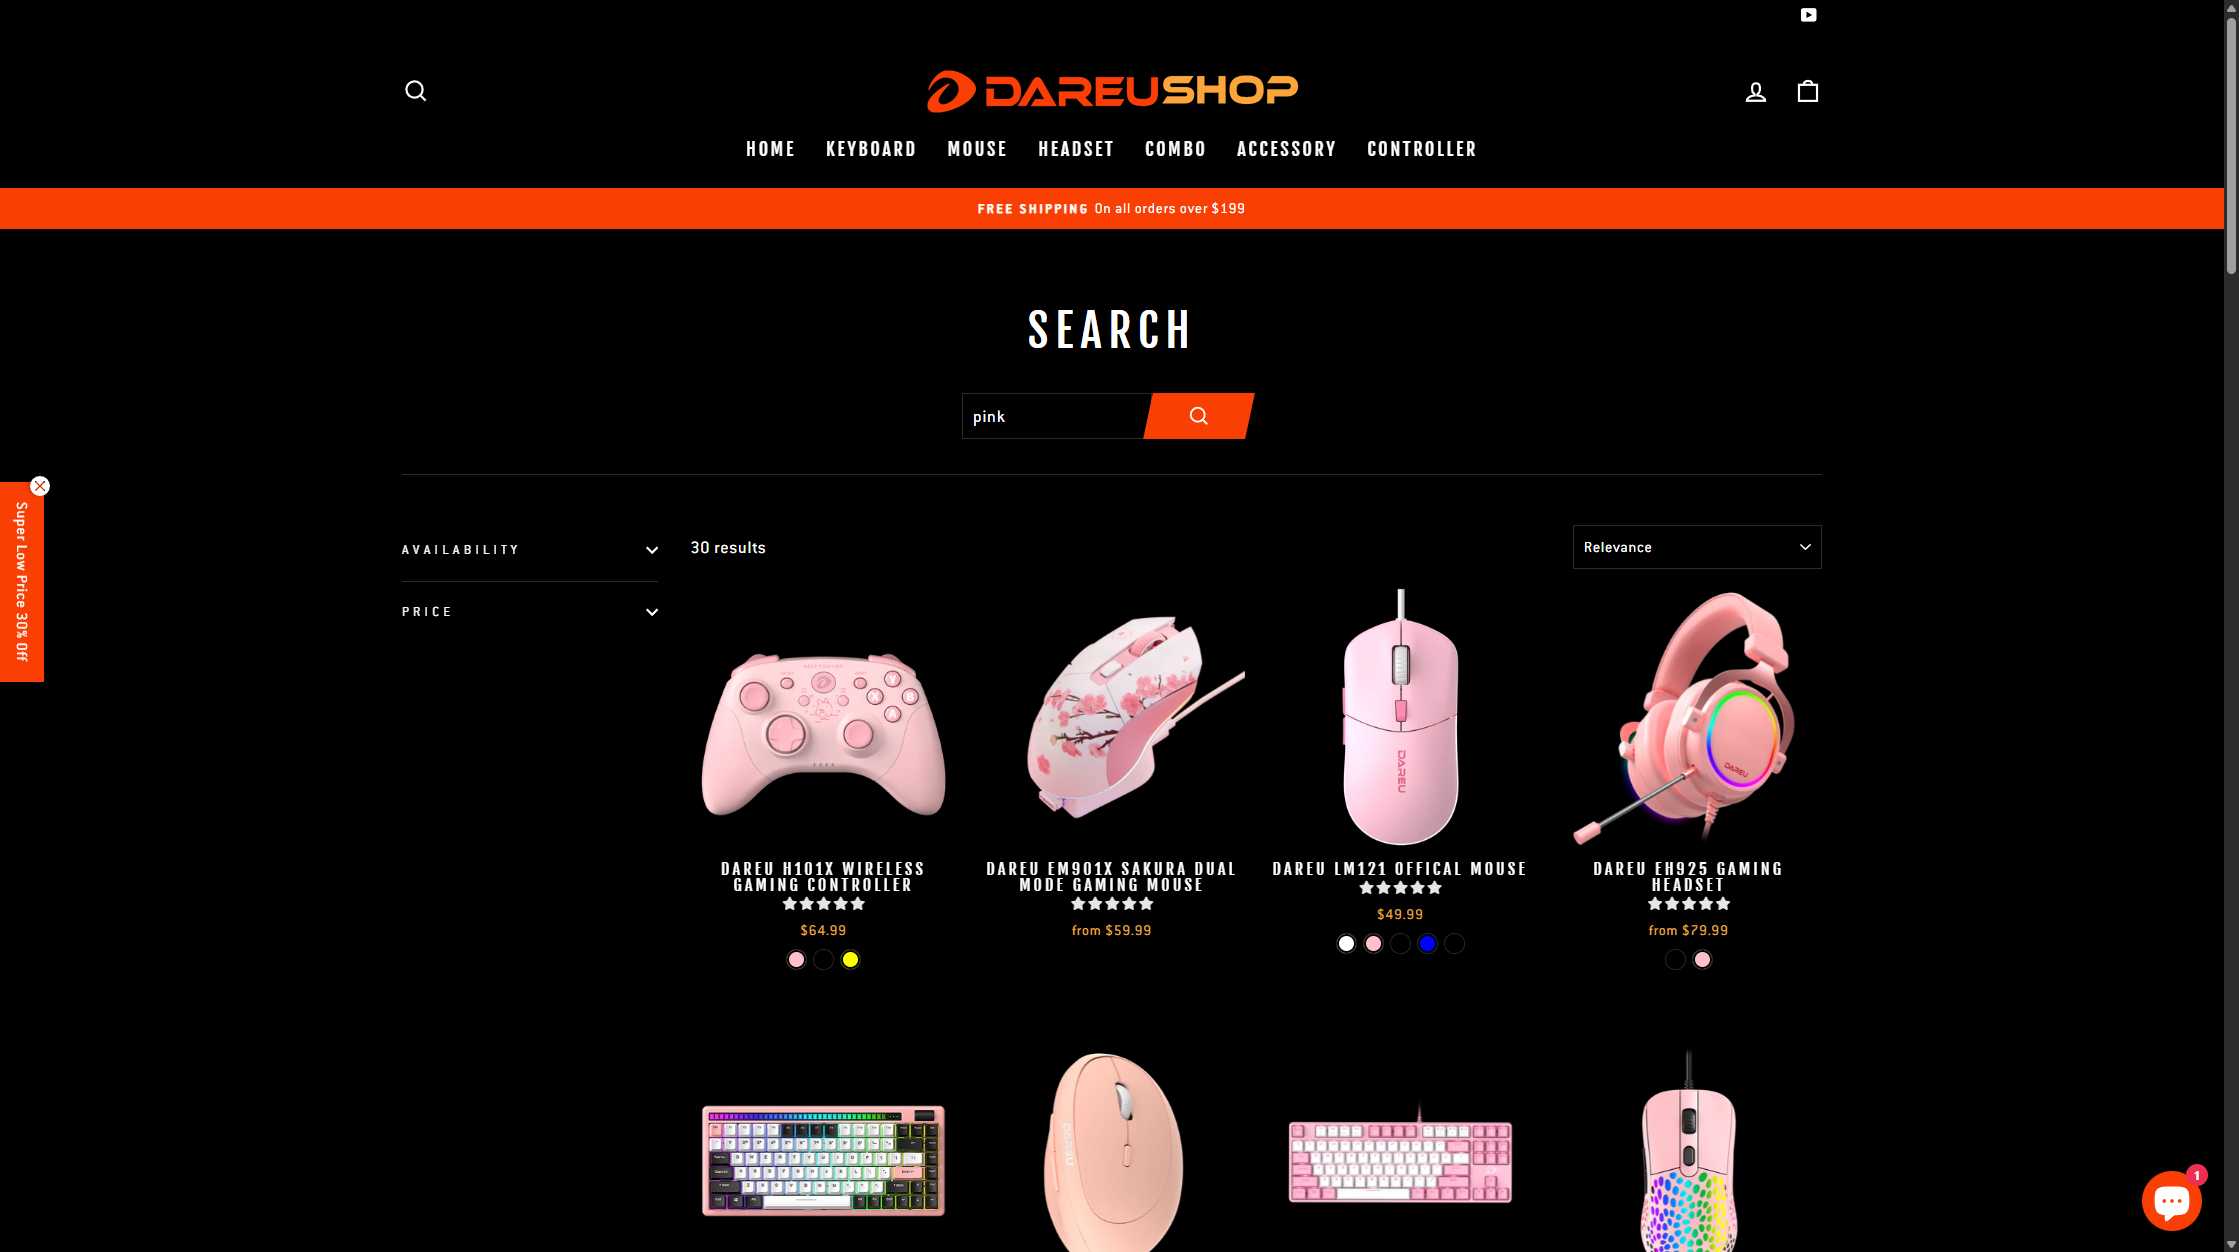 DAREUSHOP
HOME KEYBOARD MOUSE HEADSET COMBO ACCESSORY CONTROLLER
FREE SHIPPING On all orders over $199
SEARCH
pink
Super Low Price 30% Off
AVAILABILITY
PRICE
30 results
Relevance
Y
X
B
A
DAREU
DAREU
DAREU H101X WIRELESS
GAMING CONTROLLER
$64.99
DAREU EM901X SAKURA DUAL
MODE GAMING MOUSE
from $59.99
DAREU LM121 OFFICAL MOUSE
$49.99
DAREU EH925 GAMING
HEADSET
from $79.99
DAREU
1